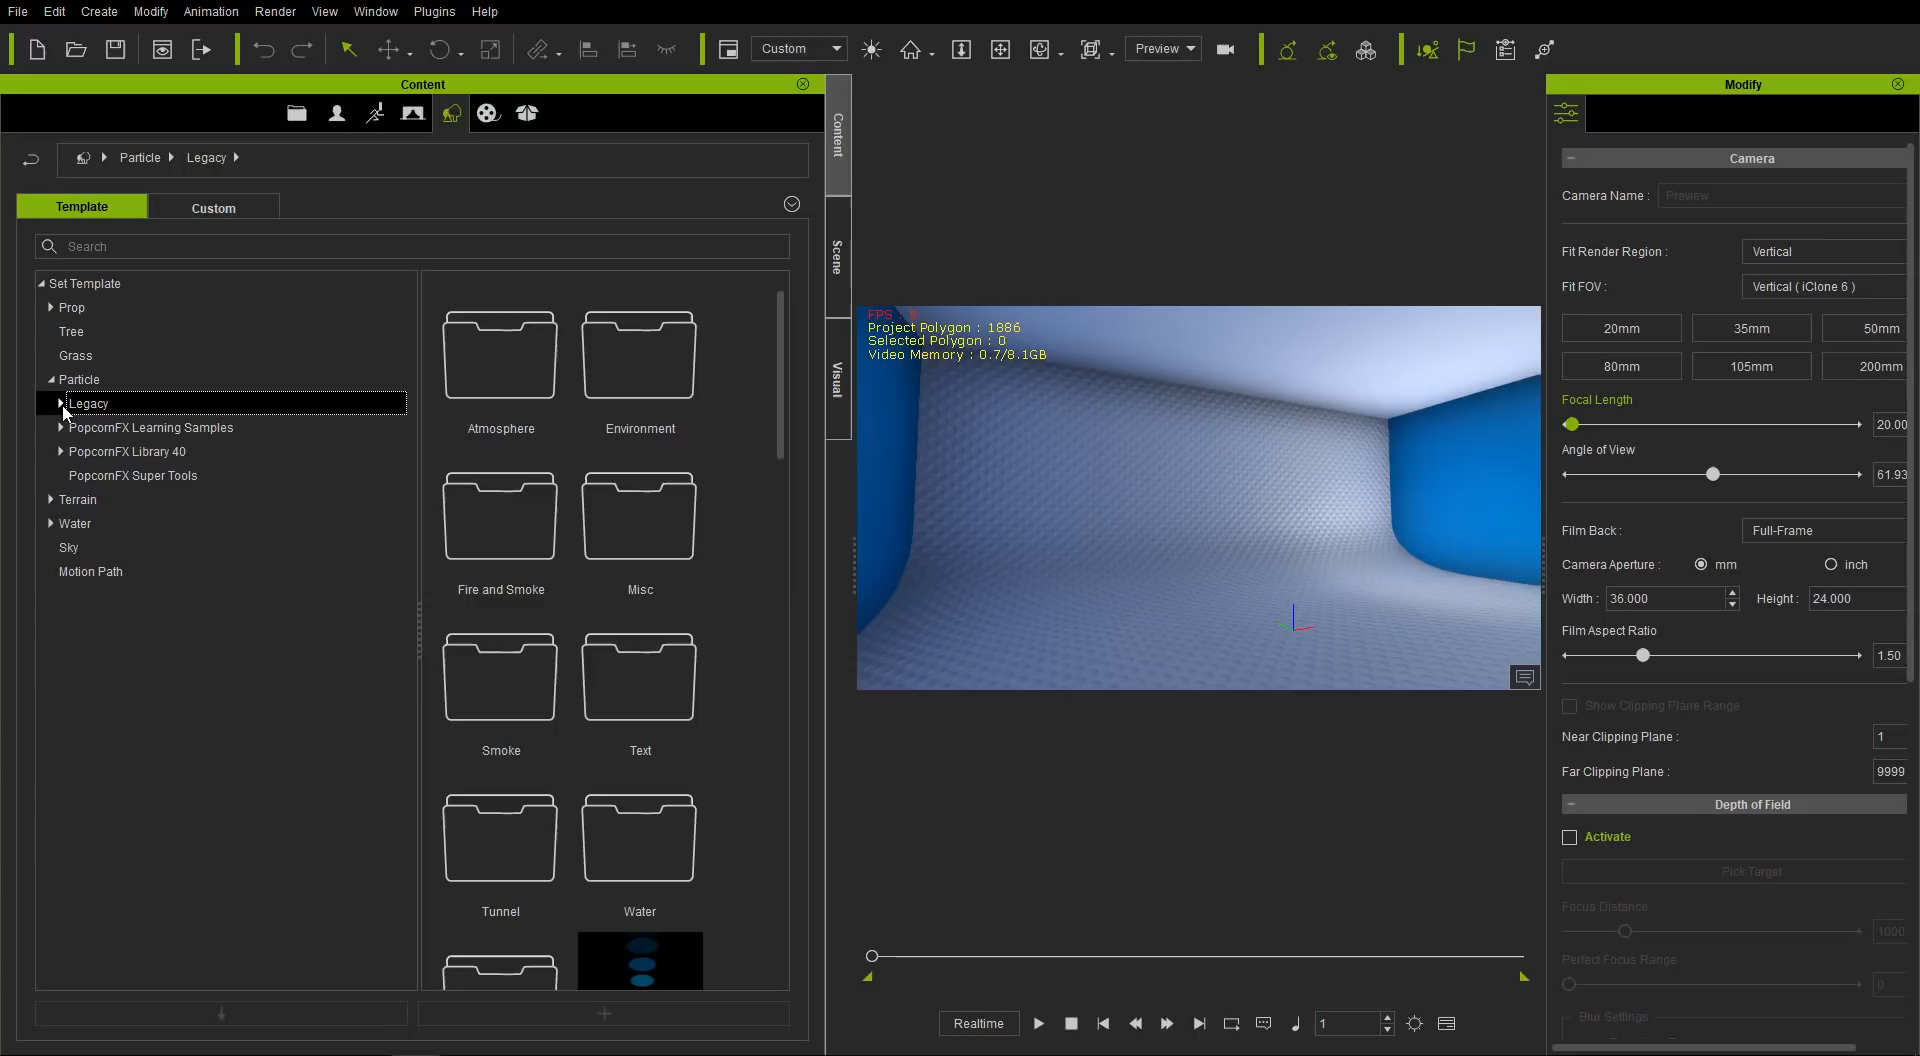 File Edit Create Modify Animation Render View Window Plugins Help
Custom Preview
Content
Modify
Particle Legacy
Template Custom
Search
Set Template
Prop
Tree
Grass
Particle
Legacy
PopcornFX Learning Samples
PopcornFX Library 40
PopcornFX Super Tools
Terrain
Water
Sky
Motion Path
Atmosphere Environment
Fire and Smoke Misc
Smoke Text
Tunnel Water
Content
Scene
Visual
FPS : 0
Project Polygon : 1886
Selected Polygon : 0
Video Memory : 0.7/8.1GB
Realtime 1
Camera
Camera Name : Preview
Fit Render Region : Vertical
Fit FOV : Vertical ( iClone 6 )
20mm 35mm 50mm
80mm 105mm 200mm
Focal Length
20.00
Angle of View
61.93
Film Back : Full-Frame
Camera Aperture : mm inch
Width : 36.000 Height : 24.000
Film Aspect Ratio
1.50
Show Clipping Plane Range
Near Clipping Plane : 1
Far Clipping Plane : 9999
Depth of Field
Activate
Pick Target
Focus Distance
1000
Perfect Focus Range
0
Blur Settings